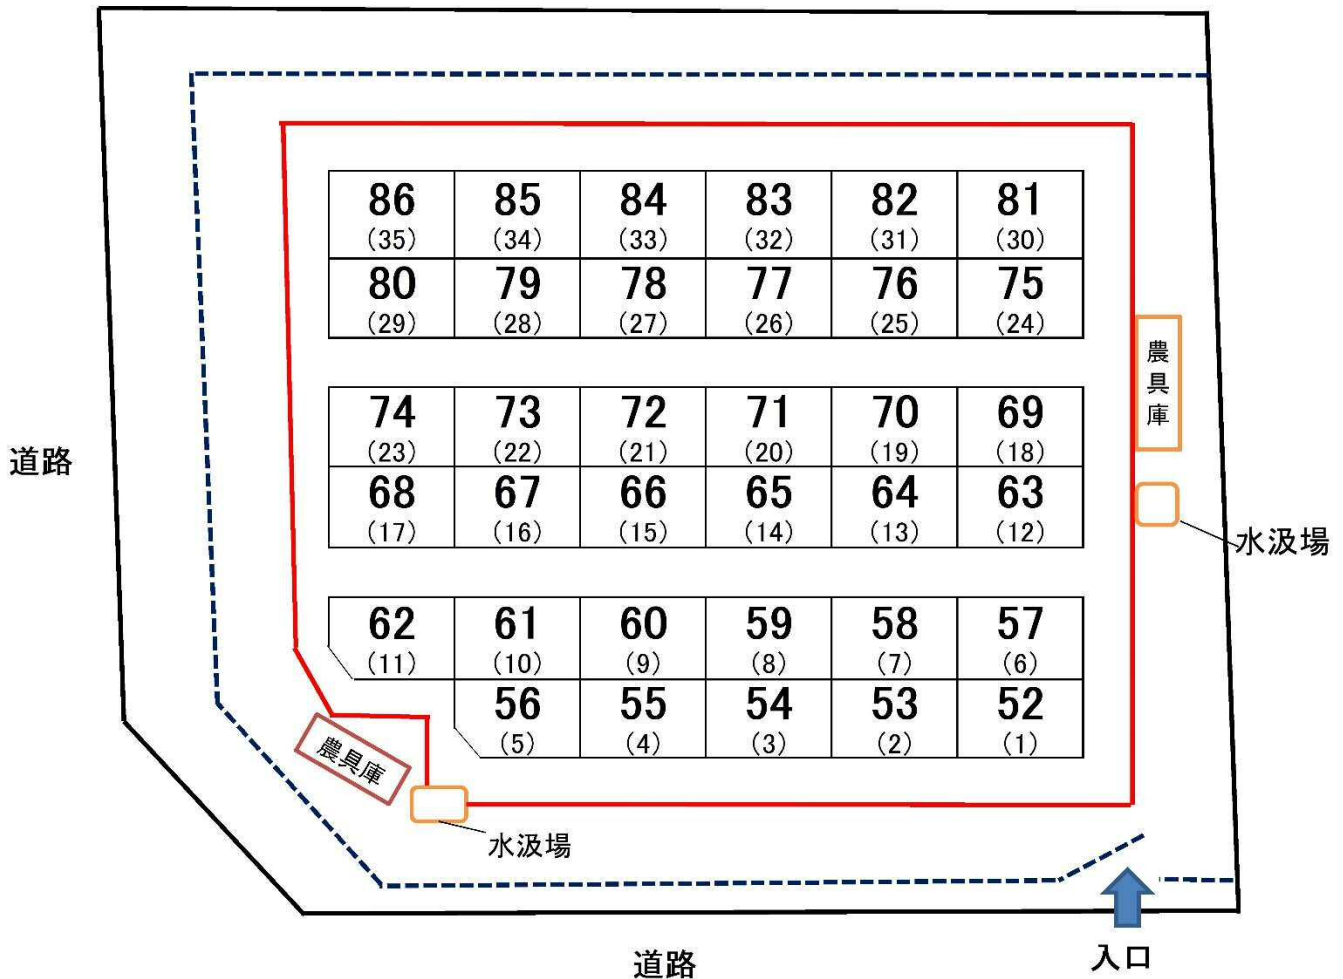 86 85 84 83 82 81
(35) (34) (33) (32) (31) (30)
80 79 78 77 76 75
(29) (28) (27) (26) (25) (24)
農具庫
74 73 72 71 70 69
(23) (22) (21) (20) (19) (18)
道路
68 67 66 65 64 63
(17) (16) (15) (14) (13) (12)
水汲場
62 61 60 59 58 57
(11) (10) (9) (8) (7) (6)
56 55 54 53 52
(5) (4) (3) (2) (1)
農具庫
水汲場
入口
道路